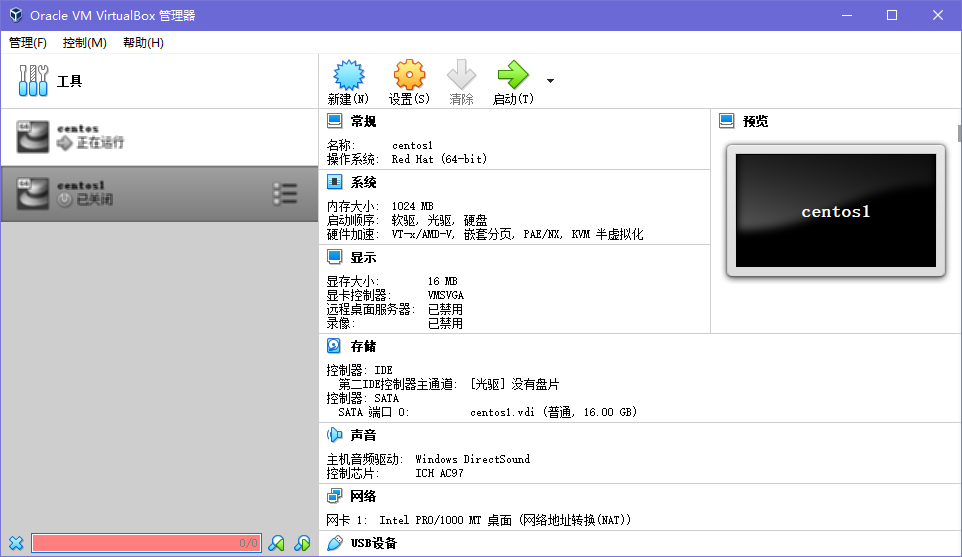 Oracle VM VirtualBox 管理器
管理(F) 控制(M) 帮助(H)
工具
新建(N) 设置(S) 清除 启动(T)
centos
正在运行
centos1
已关闭
0/0
常规
名称: centos1
操作系统: Red Hat (64-bit)
系统
内存大小: 1024 MB
启动顺序: 软驱, 光驱, 硬盘
硬件加速: VT-x/AMD-V, 嵌套分页, PAE/NX, KVM 半虚拟化
显示
显存大小: 16 MB
显卡控制器: VMSVGA
远程桌面服务器: 已禁用
录像: 已禁用
预览
centos1
存储
控制器: IDE
第二IDE控制器主通道: [光驱] 没有盘片
控制器: SATA
SATA 端口 0: centos1.vdi (普通, 16.00 GB)
声音
主机音频驱动: Windows DirectSound
控制芯片: ICH AC97
网络
网卡 1: Intel PRO/1000 MT 桌面 (网络地址转换(NAT))
USB设备